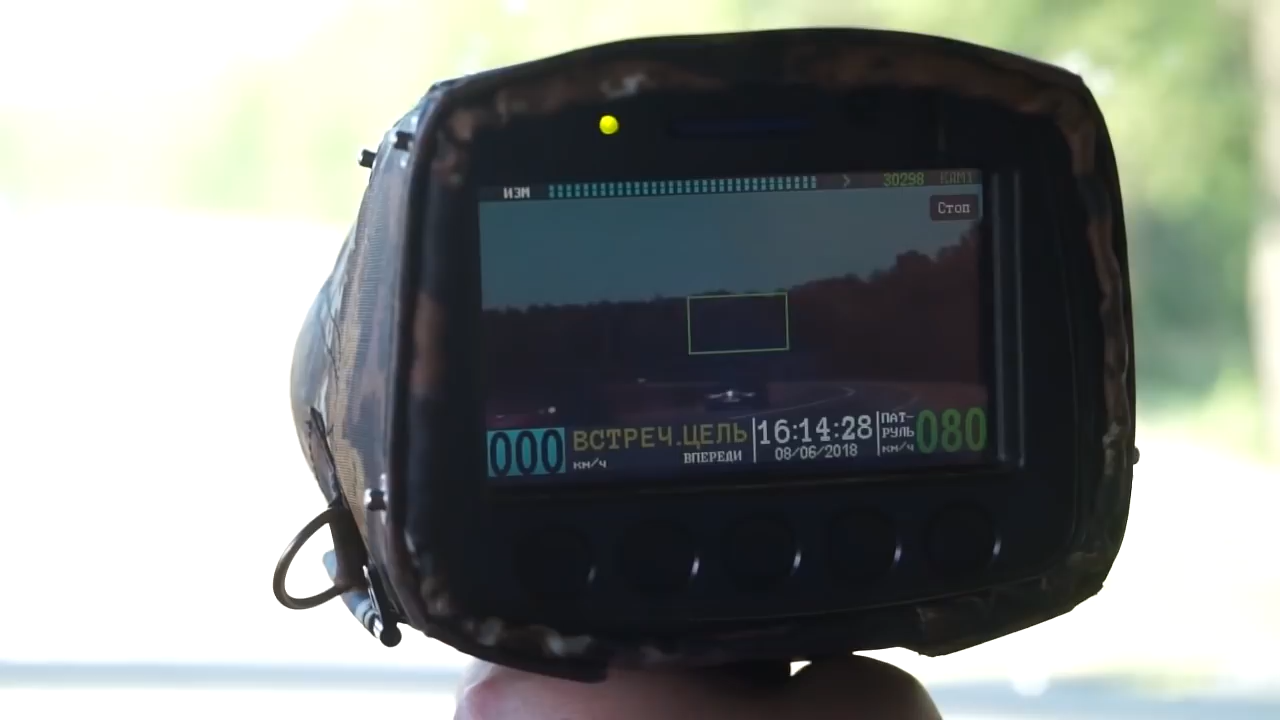 ИЗМ > 30298 КАМ1
Стоп
000 км/ч
ВСТРЕЧ.ЦЕЛЬ
ВПЕРЕДИ
16:14:28
08/06/2018
ПАТ-
РУЛЬ
км/ч
080